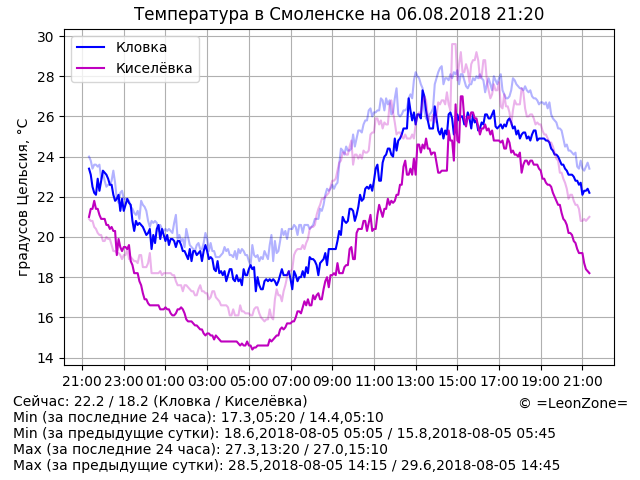 Температура в Смоленске на 06.08.2018 21:20
градусов Цельсия, °C
30
28
26
24
22
20
18
16
14
Кловка
Киселёвка
21:00 23:00 01:00 03:00 05:00 07:00 09:00 11:00 13:00 15:00 17:00 19:00 21:00
Сейчас: 22.2 / 18.2 (Кловка / Киселёвка)
© =LeonZone=
Min (за последние 24 часа): 17.3,05:20 / 14.4,05:10
Min (за предыдущие сутки): 18.6,2018-08-05 05:05 / 15.8,2018-08-05 05:45
Max (за последние 24 часа): 27.3,13:20 / 27.0,15:10
Max (за предыдущие сутки): 28.5,2018-08-05 14:15 / 29.6,2018-08-05 14:45